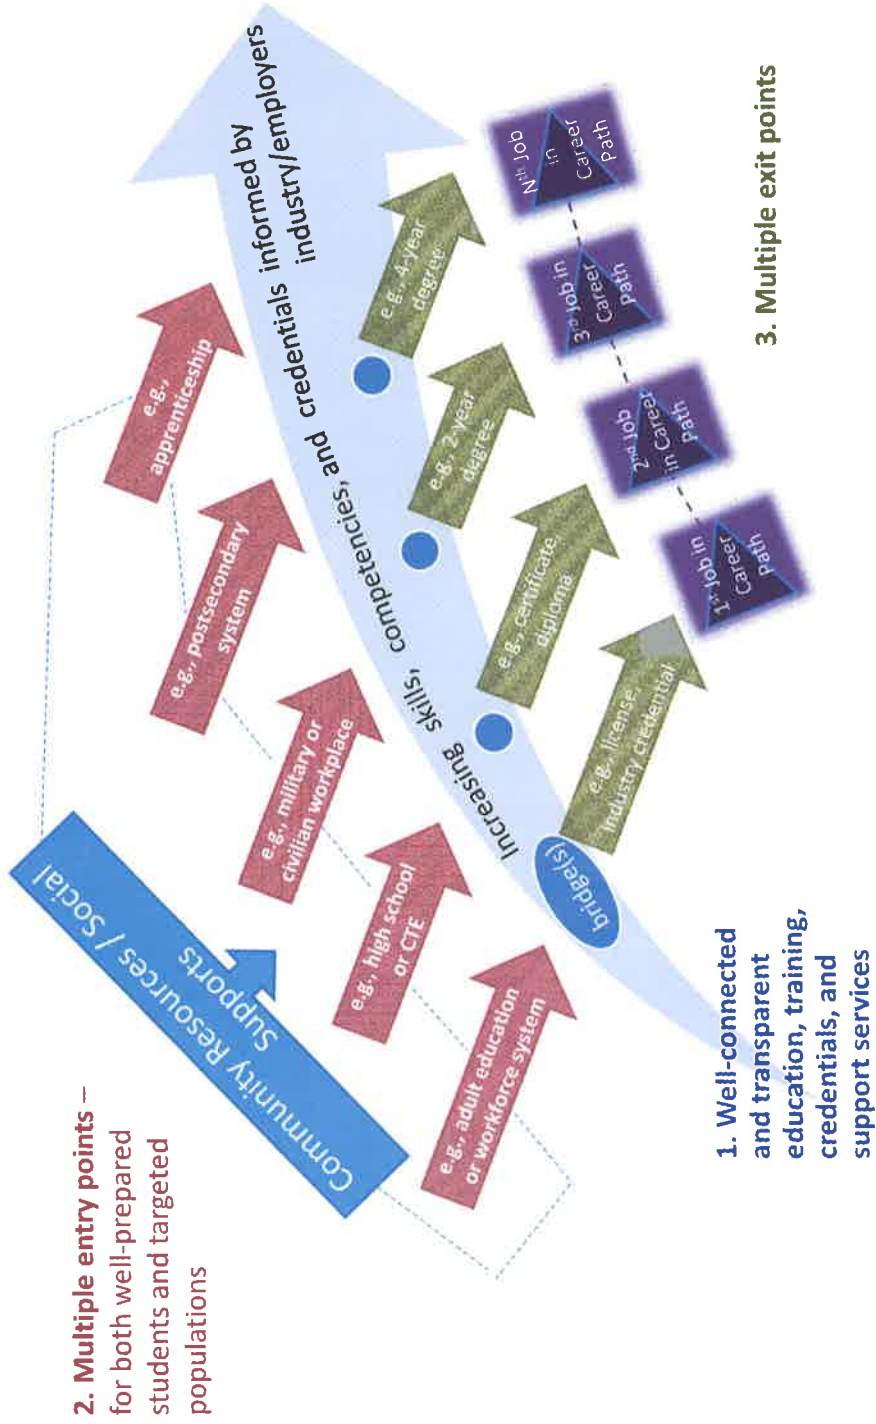 2. Multiple entry points –
for both well-prepared
students and targeted
populations
Community Resources / Social
Supports
e.g., adult education
or workforce system
e.g., high school
or CTE
e.g., military or
civilian workplace
e.g., postsecondary
system
e.g.,
apprenticeship
Increasing skills, competencies, and credentials informed by
industry/employers
bridge(s)
e.g., license,
industry credential
e.g., certificate,
diploma
e.g., 2-year
degree
e.g., 4-year
degree
1st Job in
Career
Path
2nd Job
in Career
Path
3rd Job in
Career
Path
Nth Job
in
Career
Path
1. Well-connected
and transparent
education, training,
credentials, and
support services
3. Multiple exit points